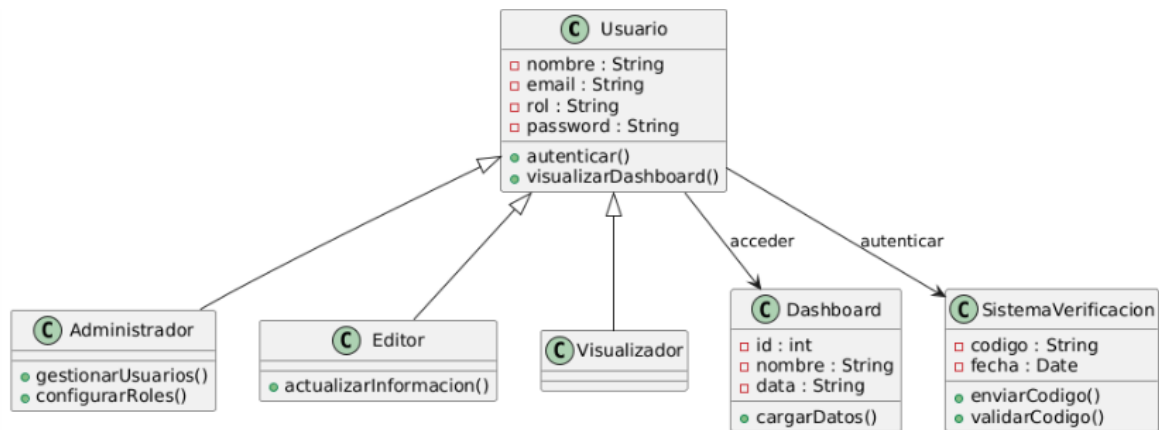 C Usuario
nombre : String
email : String
rol : String
password : String
autenticar()
visualizarDashboard()
acceder
autenticar
C Administrador
gestionarUsuarios()
configurarRoles()
C Editor
actualizarInformacion()
C Visualizador
C Dashboard
id : int
nombre : String
data : String
cargarDatos()
C SistemaVerificacion
codigo : String
fecha : Date
enviarCodigo()
validarCodigo()